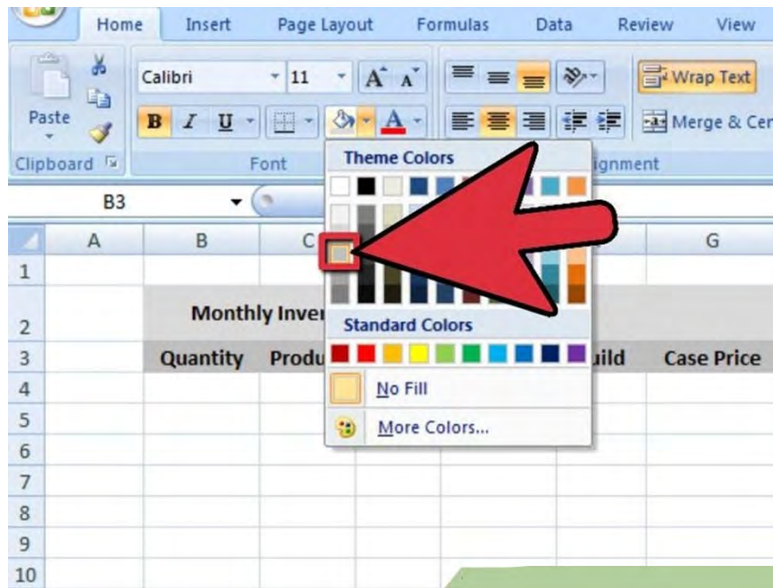 Home Insert Page Layout Formulas Data Review View
Calibri 11 A A Wrap Text
Paste B I U A Merge & Cen
Clipboard Font ignment
Theme Colors
B3
A B C G
1
2 Monthly Inver
Standard Colors
3 Quantity Produ uild Case Price
4 No Fill
5 More Colors...
6
7
8
9
10